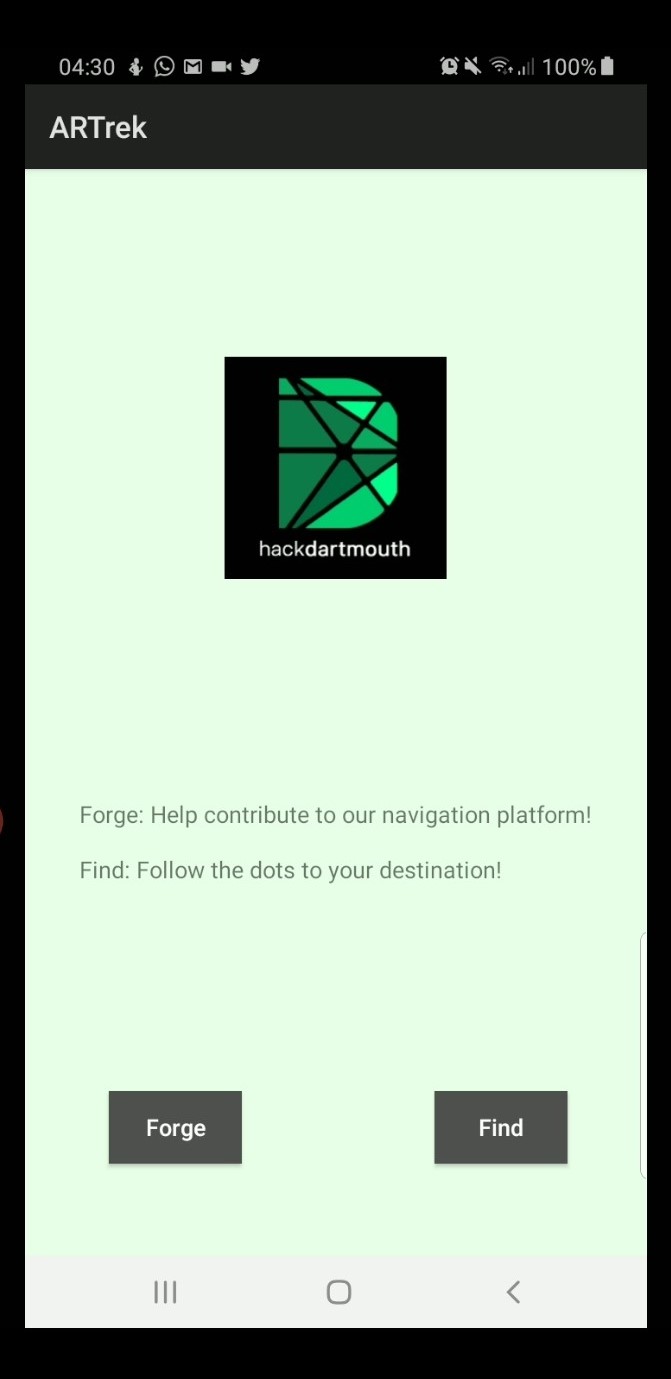 04:30
100%
ARTrek
hackdartmouth
Forge: Help contribute to our navigation platform!
Find: Follow the dots to your destination!
Forge
Find